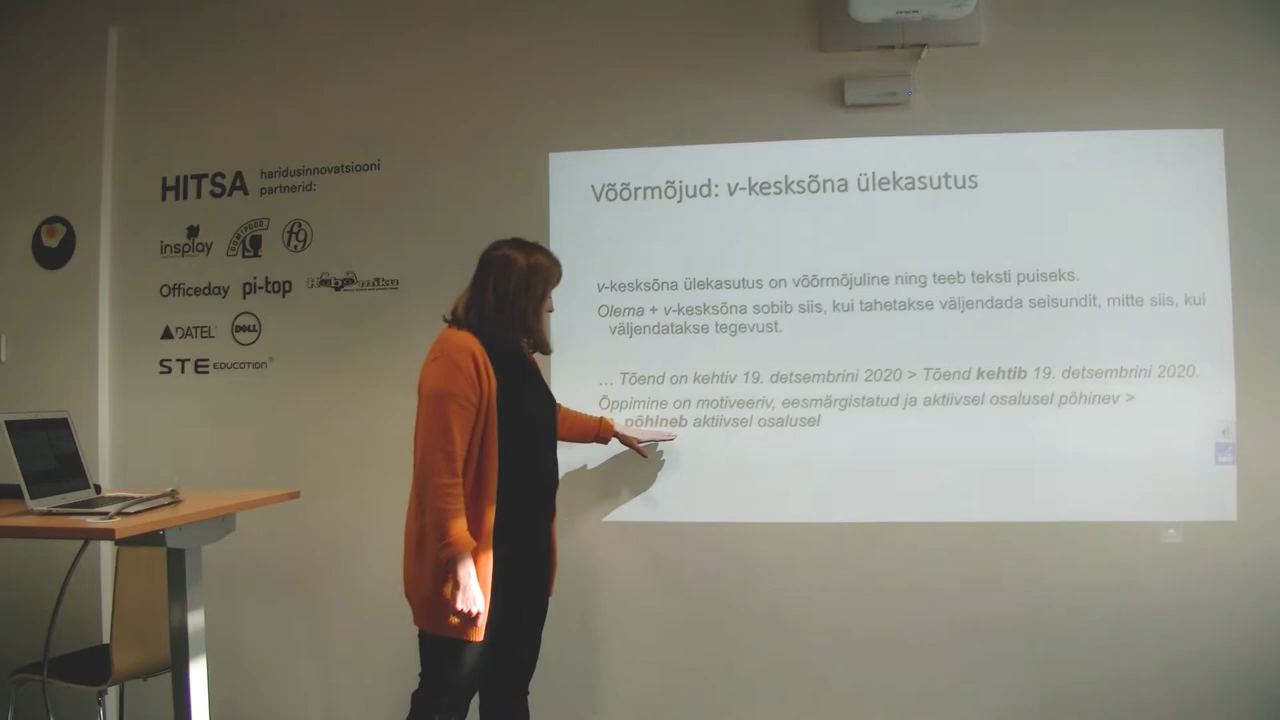 HITSA haridusinnovatsiooni
partnerid:
insplay
f9
Officeday pi-top
DATEL DELL
STE EDUCATION
EPSON
Võõrmõjud: v-kesksõna ülekasutus
v-kesksõna ülekasutus on võõrmõjuline ning teeb teksti puiseks.
Olema + v-kesksõna sobib siis, kui tahetakse väljendada seisundit, mitte siis, kui
väljendatakse tegevust.
… Tõend on kehtiv 19. detsembrini 2020 > Tõend kehtib 19. detsembrini 2020.
Õppimine on motiveeriv, eesmärgistatud ja aktiivsel osalusel põhinev >
põhineb aktiivsel osalusel